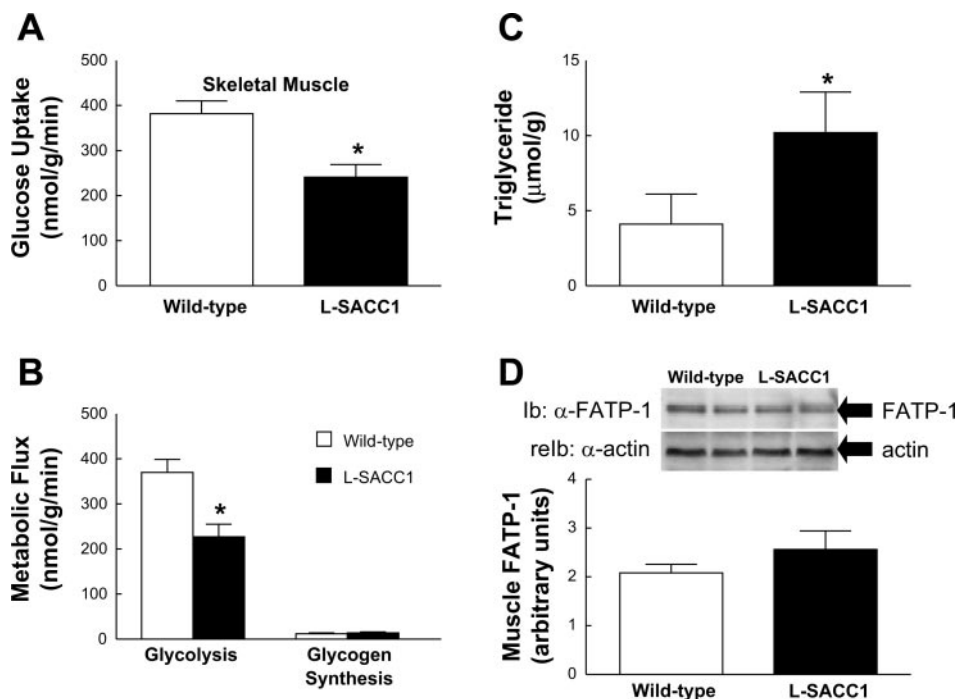 A
Glucose Uptake
(nmol/g/min)
500
400
300
200
100
0
Skeletal Muscle
*
Wild-type
L-SACC1
B
Metabolic Flux
(nmol/g/min)
500
400
300
200
100
0
Wild-type
L-SACC1
*
Glycolysis
Glycogen
Synthesis
C
Triglyceride
(μmol/g)
15
10
5
0
*
Wild-type
L-SACC1
D
Wild-type L-SACC1
Ib: α-FATP-1
FATP-1
reIb: α-actin
actin
Muscle FATP-1
(arbitrary units)
4
3
2
1
0
Wild-type
L-SACC1